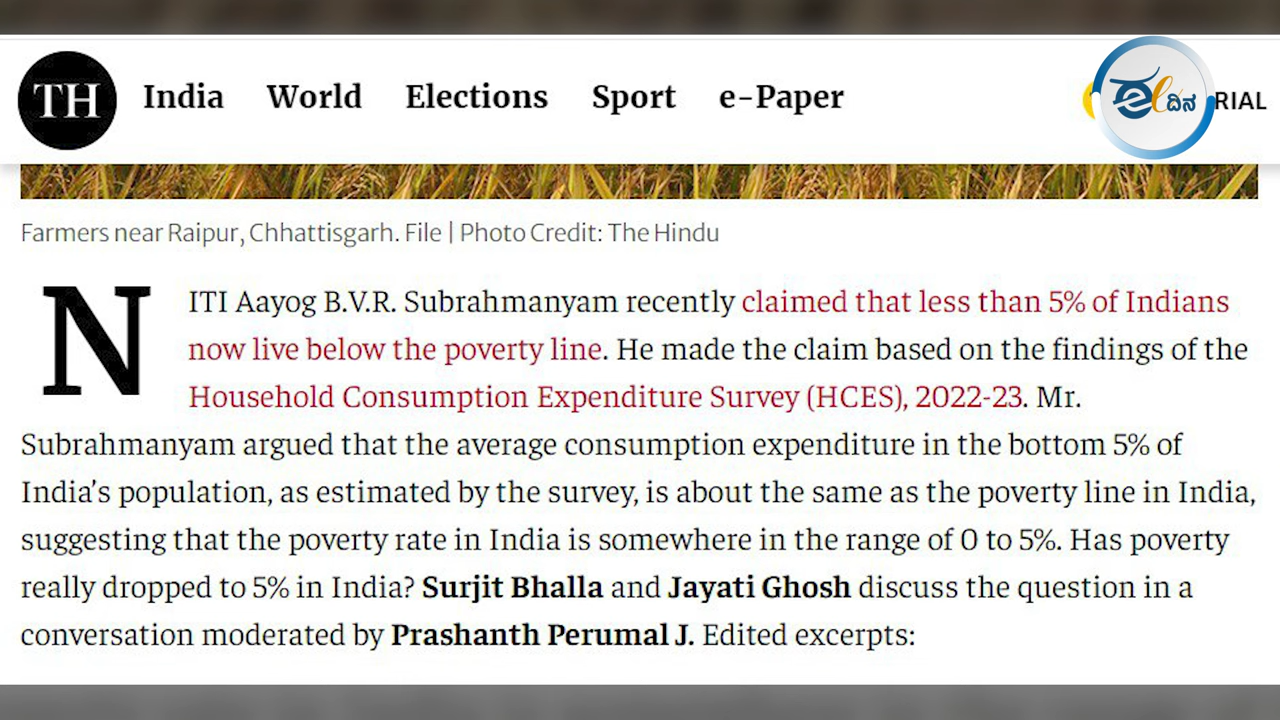 TH India World Elections Sport e-Paper eದಿನ RIAL
Farmers near Raipur, Chhattisgarh. File | Photo Credit: The Hindu
NITI Aayog B.V.R. Subrahmanyam recently claimed that less than 5% of Indians
now live below the poverty line. He made the claim based on the findings of the
Household Consumption Expenditure Survey (HCES), 2022-23. Mr.
Subrahmanyam argued that the average consumption expenditure in the bottom 5% of
India’s population, as estimated by the survey, is about the same as the poverty line in India,
suggesting that the poverty rate in India is somewhere in the range of 0 to 5%. Has poverty
really dropped to 5% in India? Surjit Bhalla and Jayati Ghosh discuss the question in a
conversation moderated by Prashanth Perumal J. Edited excerpts: